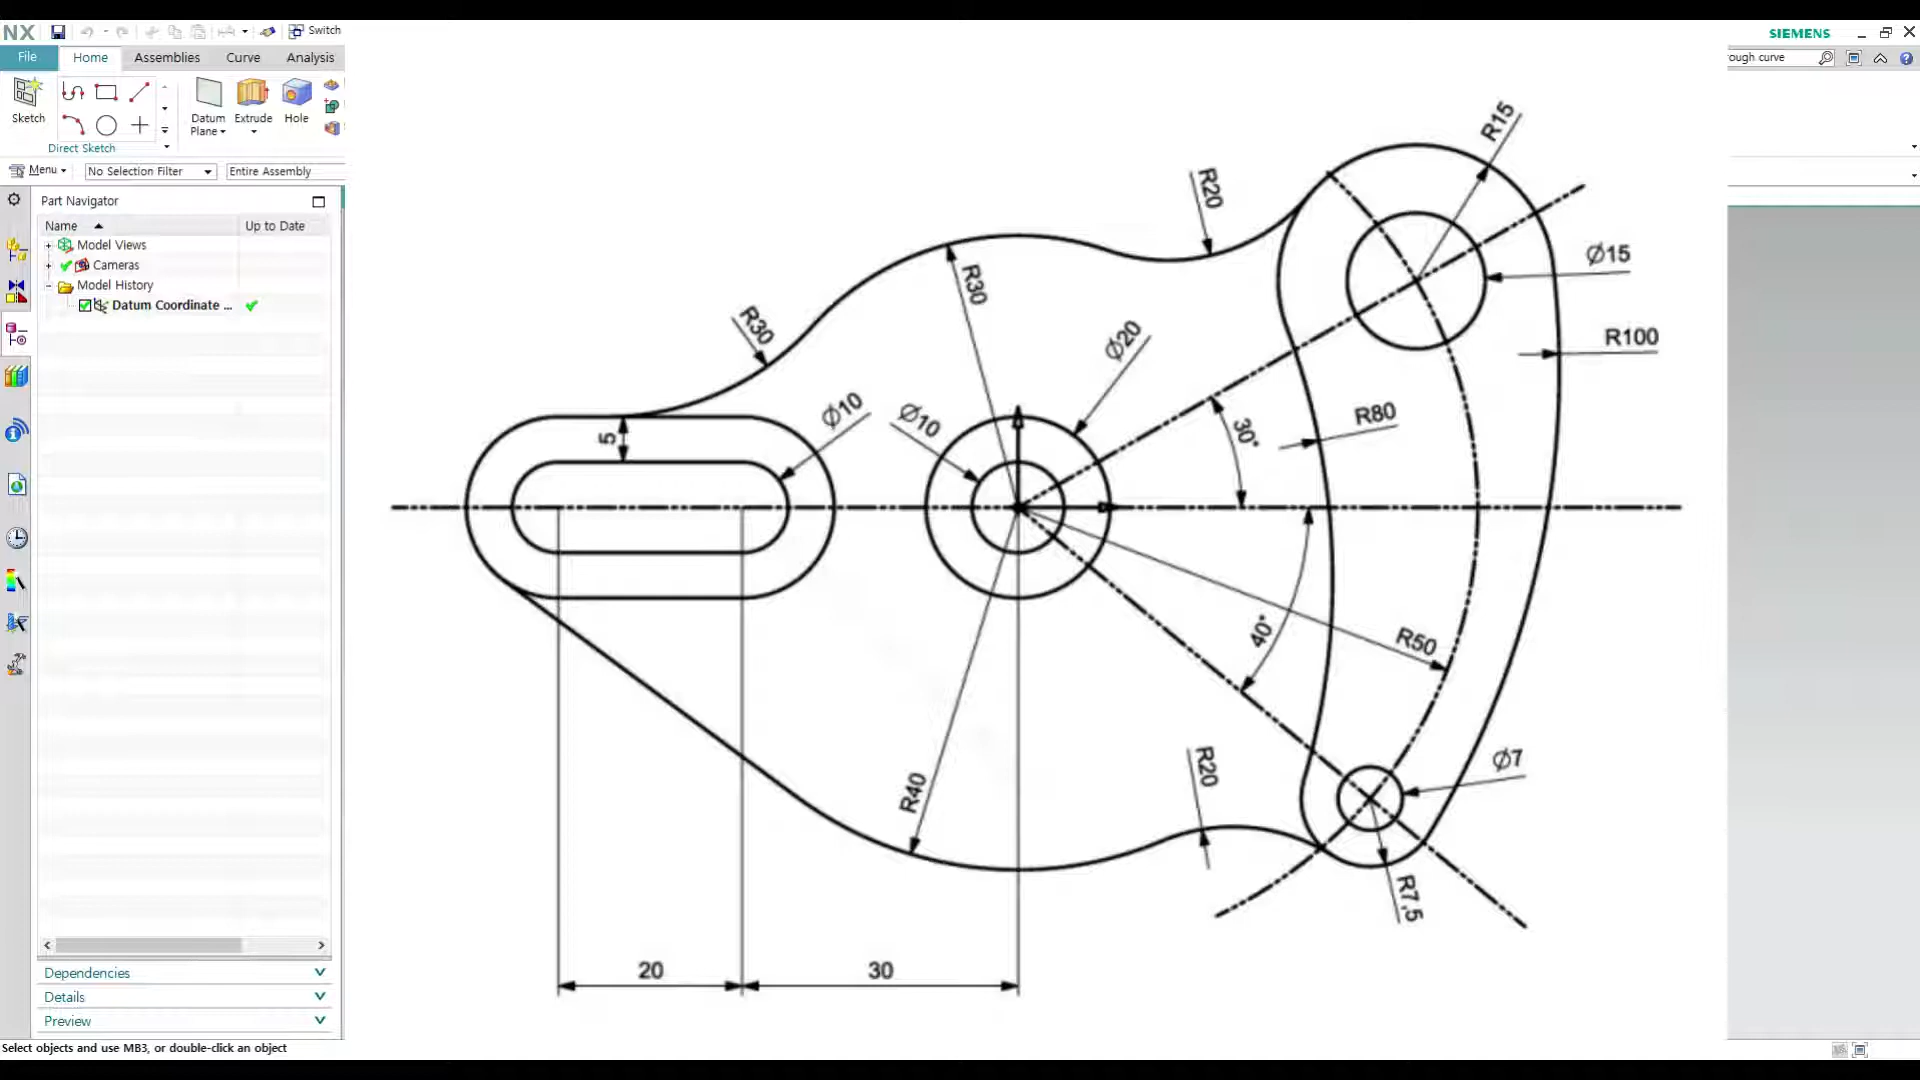 NX
Switch
SIEMENS
File
Home
Assemblies
Curve
Analysis
ough curve
Sketch
Datum
Plane
Extrude
Hole
Direct Sketch
Menu
No Selection Filter
Entire Assembly
Part Navigator
Name
Up to Date
Model Views
Cameras
Model History
Datum Coordinate ...
Dependencies
Details
Preview
Select objects and use MB3, or double-click an object
R15
R20
Ø15
R30
R30
Ø20
R100
Ø10
Ø10
R80
5
30°
40°
R50
R40
R20
Ø7
R7,5
20
30